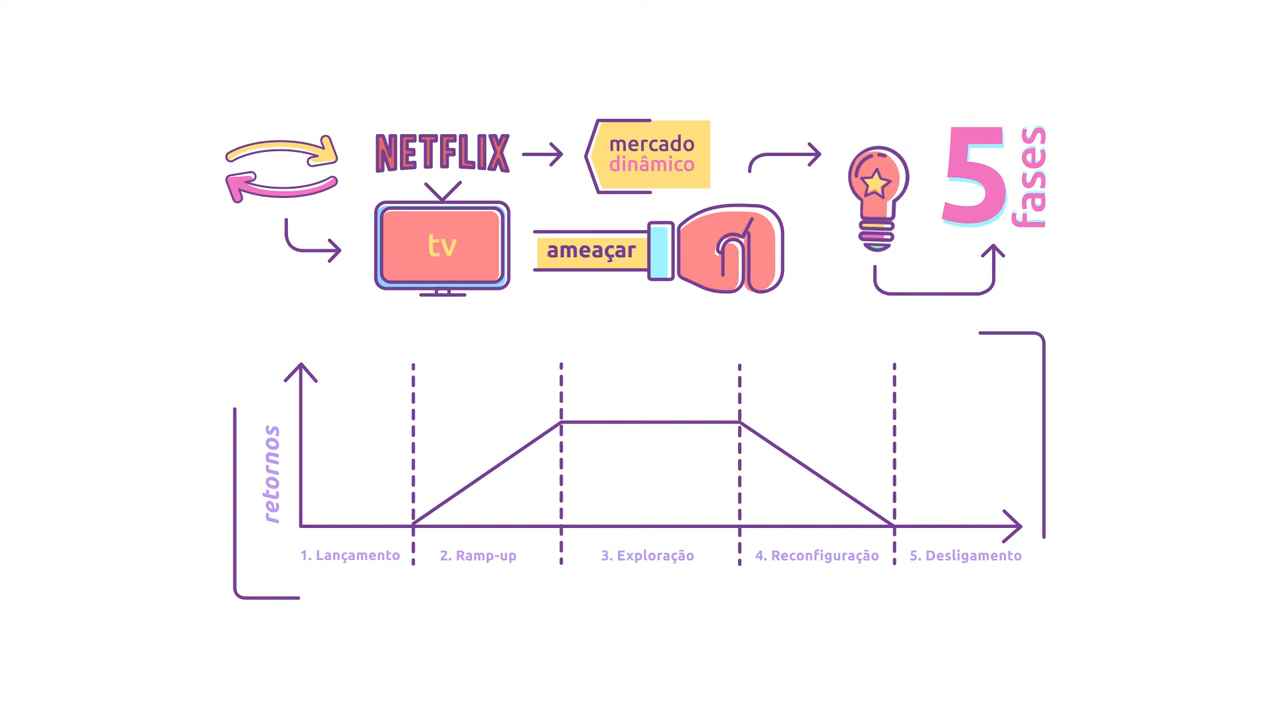 NETFLIX
mercado
dinâmico
5
fases
tv
ameaçar
retornos
1. Lançamento
2. Ramp-up
3. Exploração
4. Reconfiguração
5. Desligamento